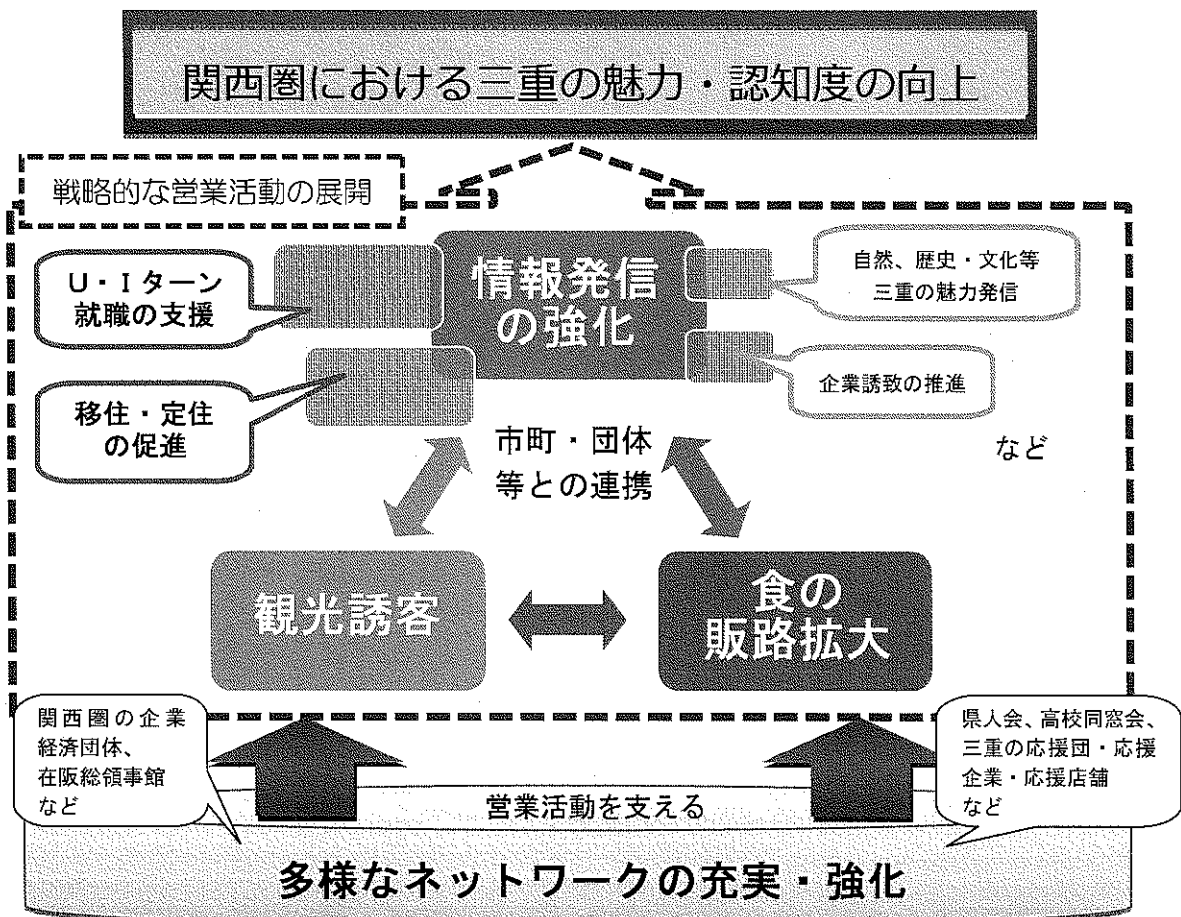 関西圏における三重の魅力・認知度の向上
戦略的な営業活動の展開
U・Iターン
就職の支援
情報発信
の強化
自然、歴史・文化等
三重の魅力発信
移住・定住
の促進
企業誘致の推進
市町・団体
等との連携
など
観光誘客
食の
販路拡大
関西圏の企業
経済団体、
在阪総領事館
など
県人会、高校同窓会、
三重の応援団・応援
企業・応援店舗
など
営業活動を支える
多様なネットワークの充実・強化